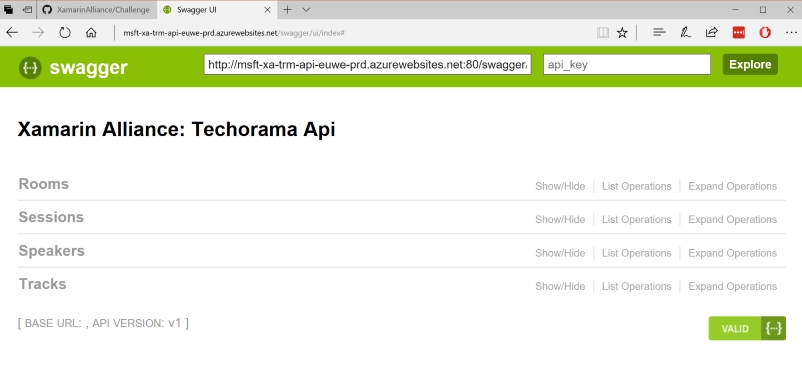 XamarinAlliance/Challenge
Swagger UI
msft-xa-trm-api-euwe-prd.azurewebsites.net/swagger/ui/index#
{···} swagger
http://msft-xa-trm-api-euwe-prd.azurewebsites.net:80/swagger/
api_key
Explore
Xamarin Alliance: Techorama Api
Rooms Show/Hide List Operations Expand Operations
Sessions Show/Hide List Operations Expand Operations
Speakers Show/Hide List Operations Expand Operations
Tracks Show/Hide List Operations Expand Operations
[ BASE URL: , API VERSION: v1 ]
VALID {···}